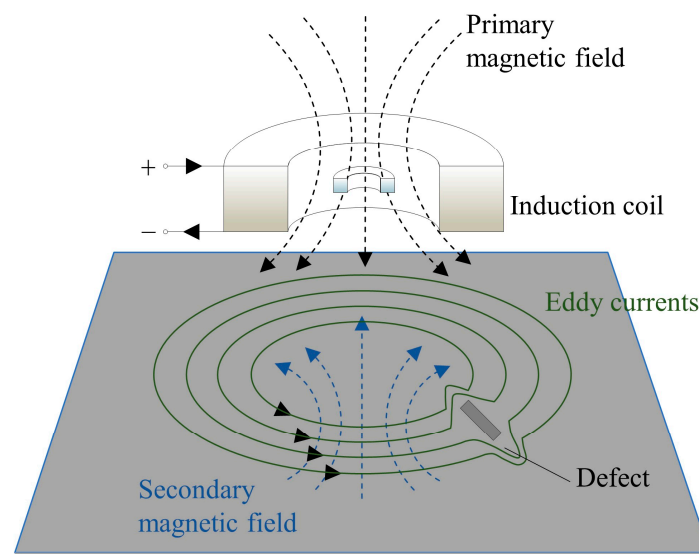 Primary
magnetic field
+
−
Induction coil
Eddy currents
Secondary
magnetic field
Defect